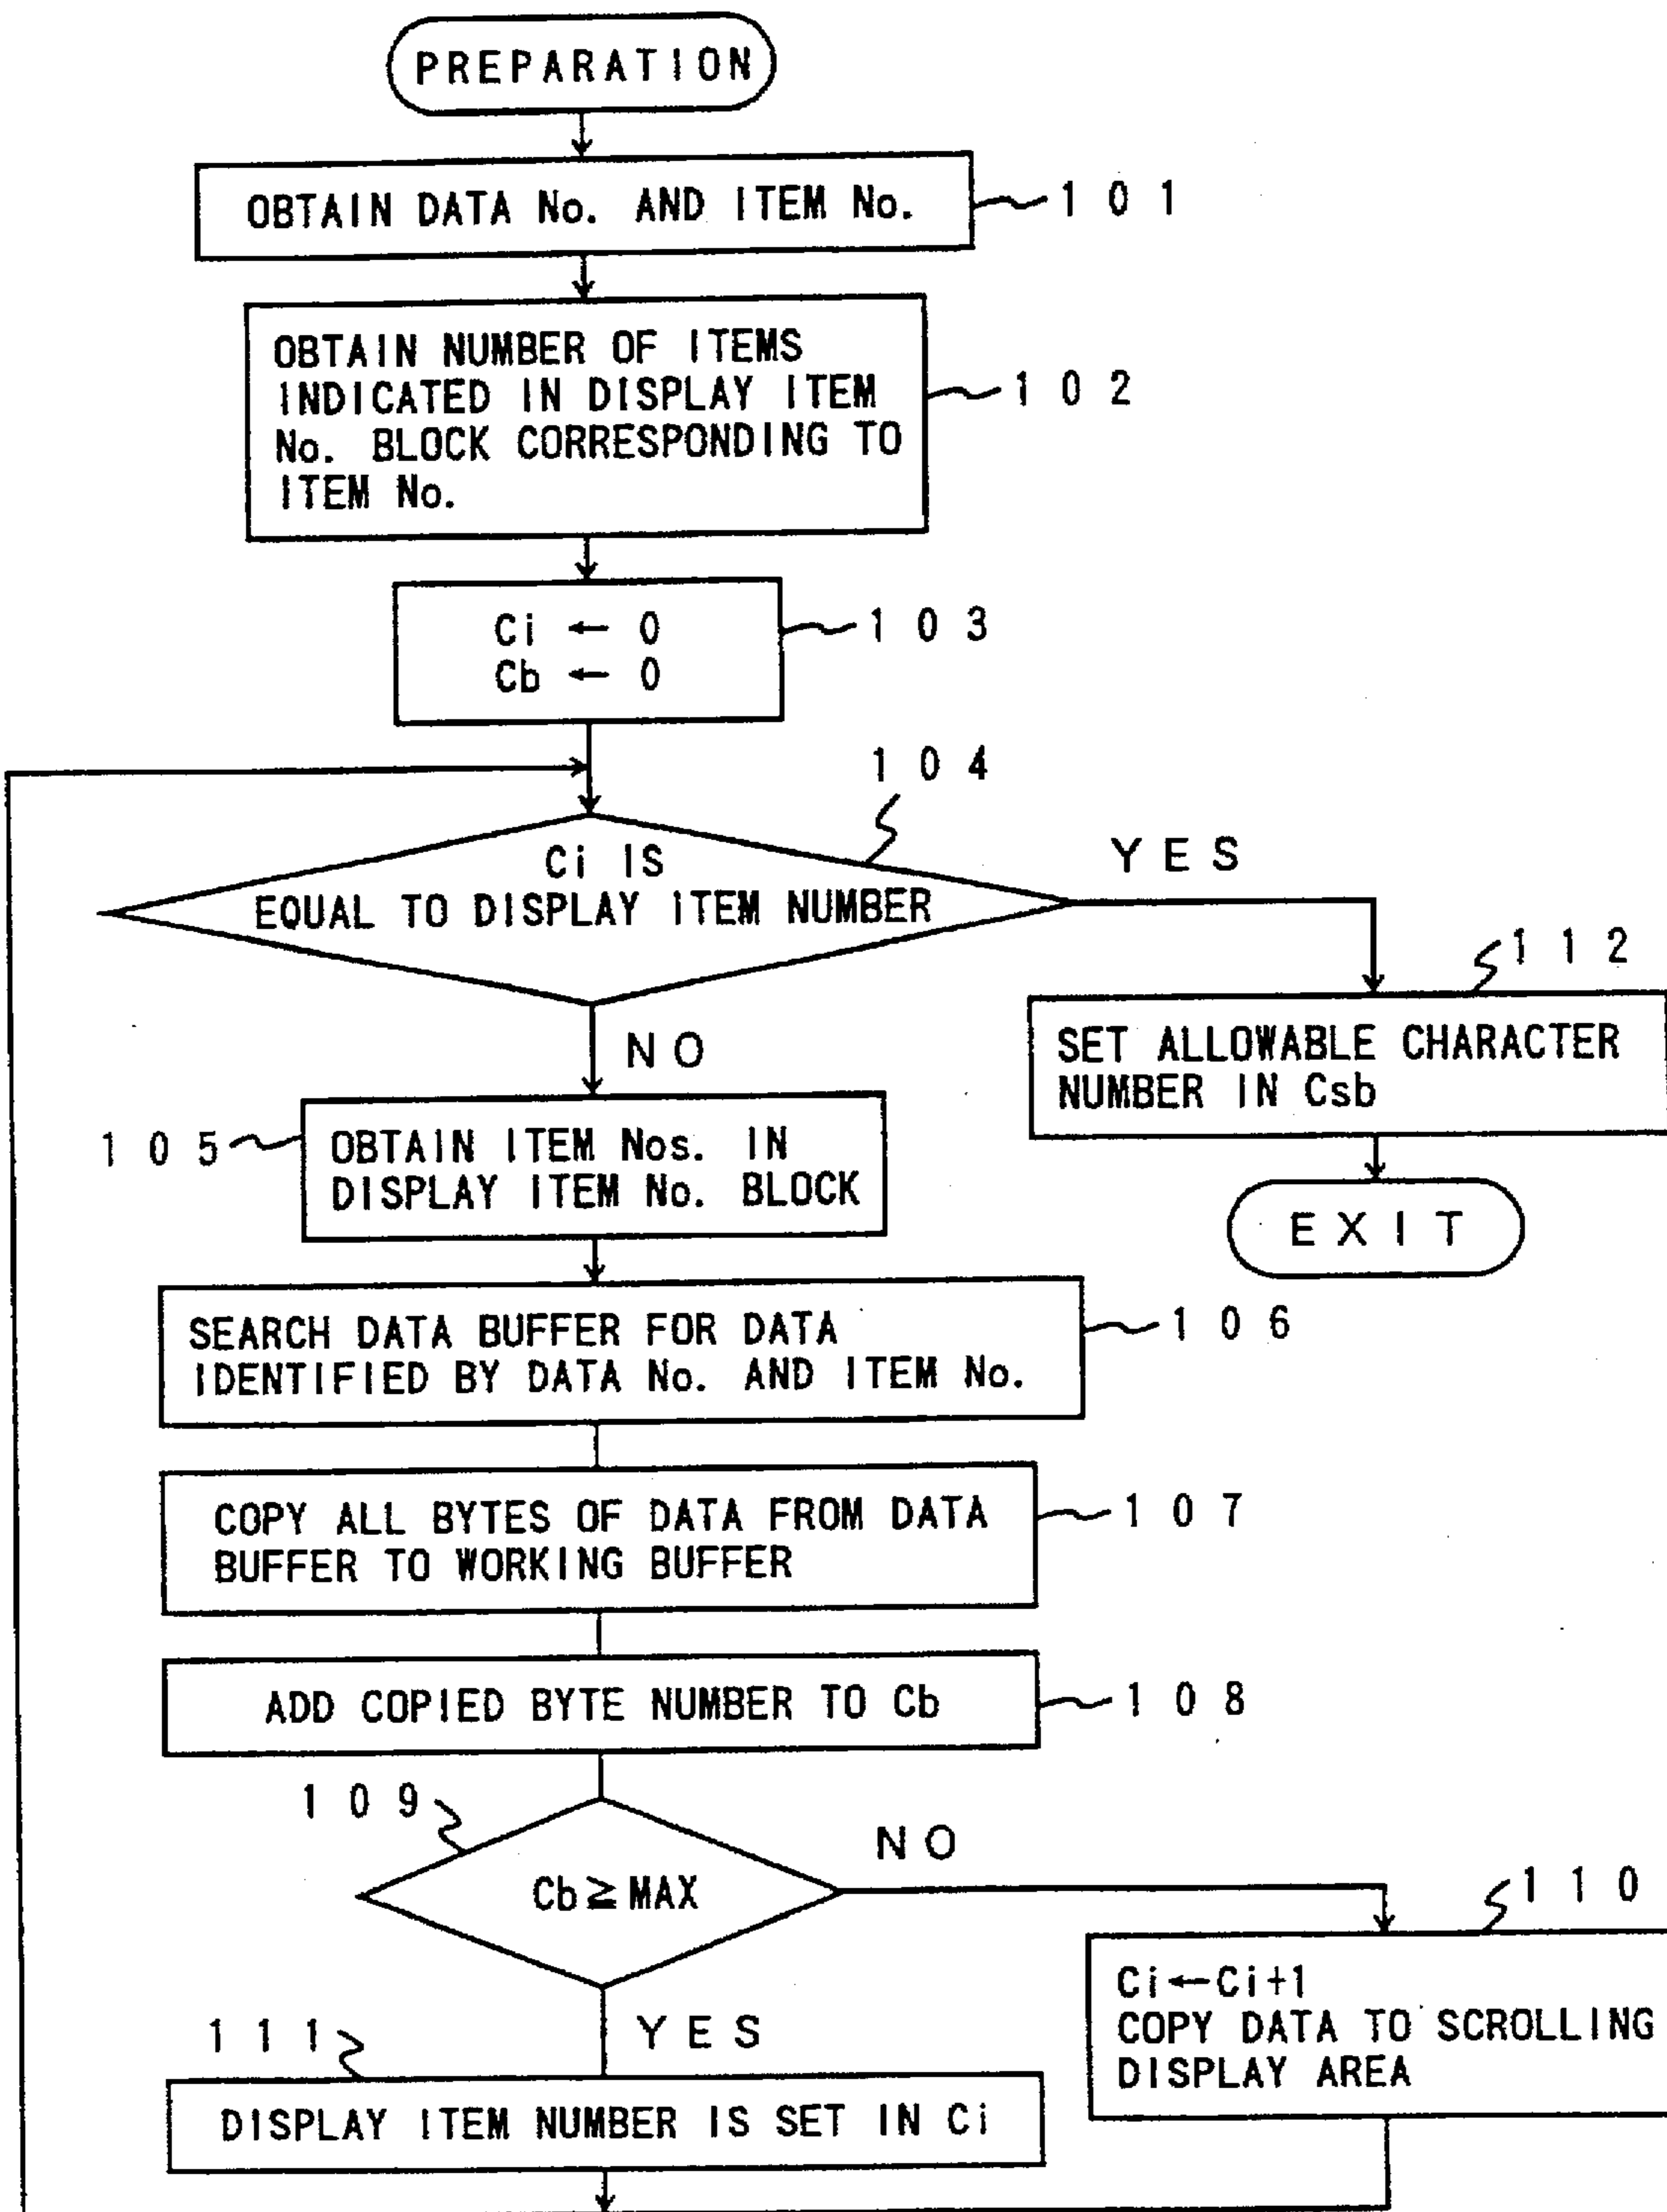 PREPARATION
OBTAIN DATA No. AND ITEM No.
101
OBTAIN NUMBER OF ITEMS
INDICATED IN DISPLAY ITEM
No. BLOCK CORRESPONDING TO
ITEM No.
102
Ci ← 0
Cb ← 0
103
104
Ci IS
EQUAL TO DISPLAY ITEM NUMBER
YES
112
SET ALLOWABLE CHARACTER
NUMBER IN Csb
EXIT
NO
105
OBTAIN ITEM Nos. IN
DISPLAY ITEM No. BLOCK
SEARCH DATA BUFFER FOR DATA
IDENTIFIED BY DATA No. AND ITEM No.
106
COPY ALL BYTES OF DATA FROM DATA
BUFFER TO WORKING BUFFER
107
ADD COPIED BYTE NUMBER TO Cb
108
109
Cb ≧ MAX
NO
110
Ci←Ci+1
COPY DATA TO SCROLLING
DISPLAY AREA
YES
111
DISPLAY ITEM NUMBER IS SET IN Ci